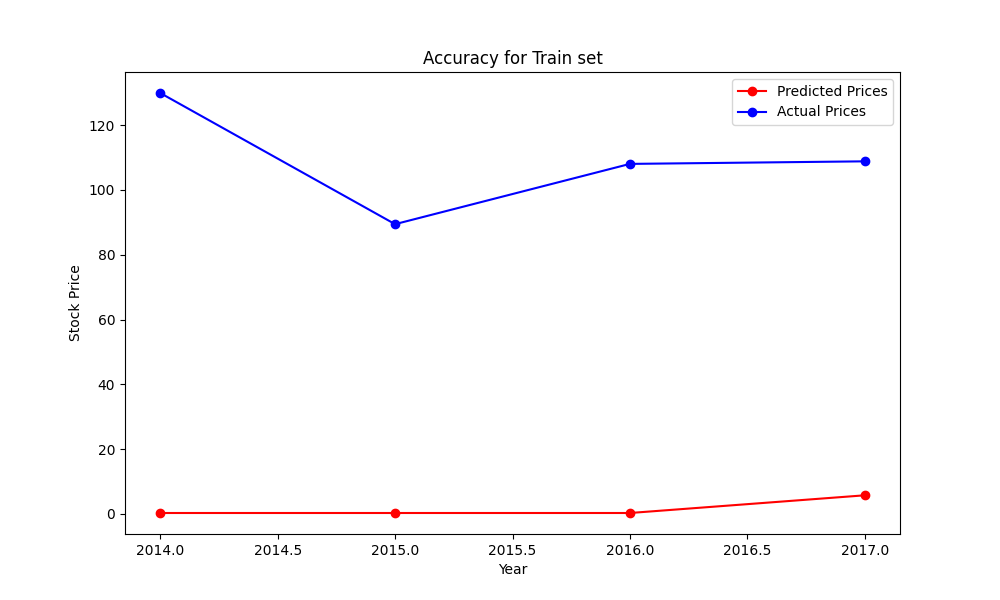 Accuracy for Train set
Predicted Prices
Actual Prices
120
100
80
60
40
20
0
Stock Price
2014.0 2014.5 2015.0 2015.5 2016.0 2016.5 2017.0
Year